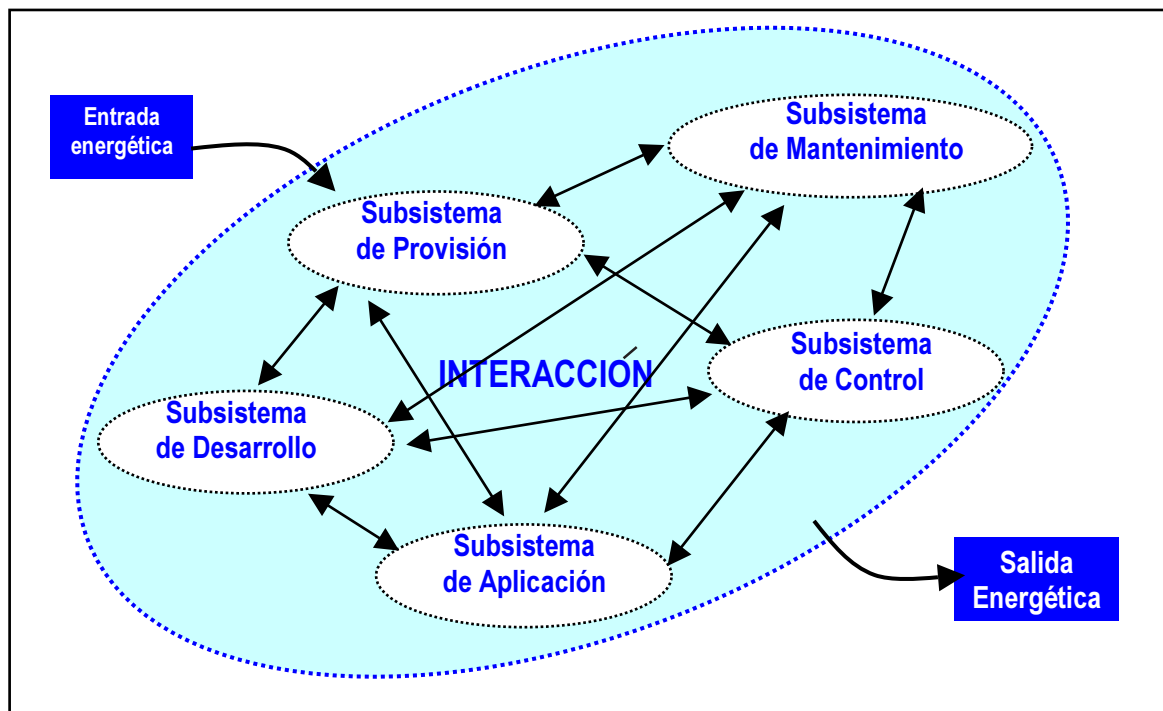 Entrada
energética
Subsistema
de Mantenimiento
Subsistema
de Provisión
Subsistema
de Control
INTERACCIÓN
Subsistema
de Desarrollo
Subsistema
de Aplicación
Salida
Energética